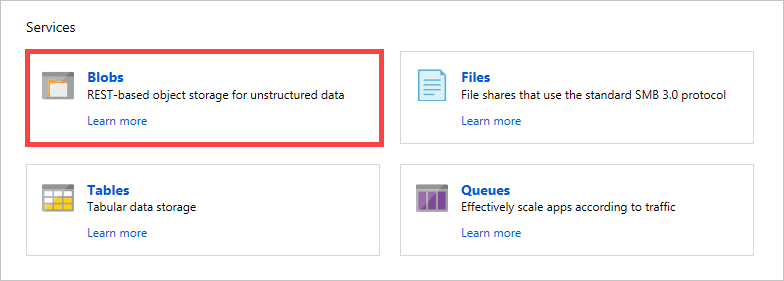 Services
Blobs
REST-based object storage for unstructured data
Learn more
Files
File shares that use the standard SMB 3.0 protocol
Learn more
Tables
Tabular data storage
Learn more
Queues
Effectively scale apps according to traffic
Learn more